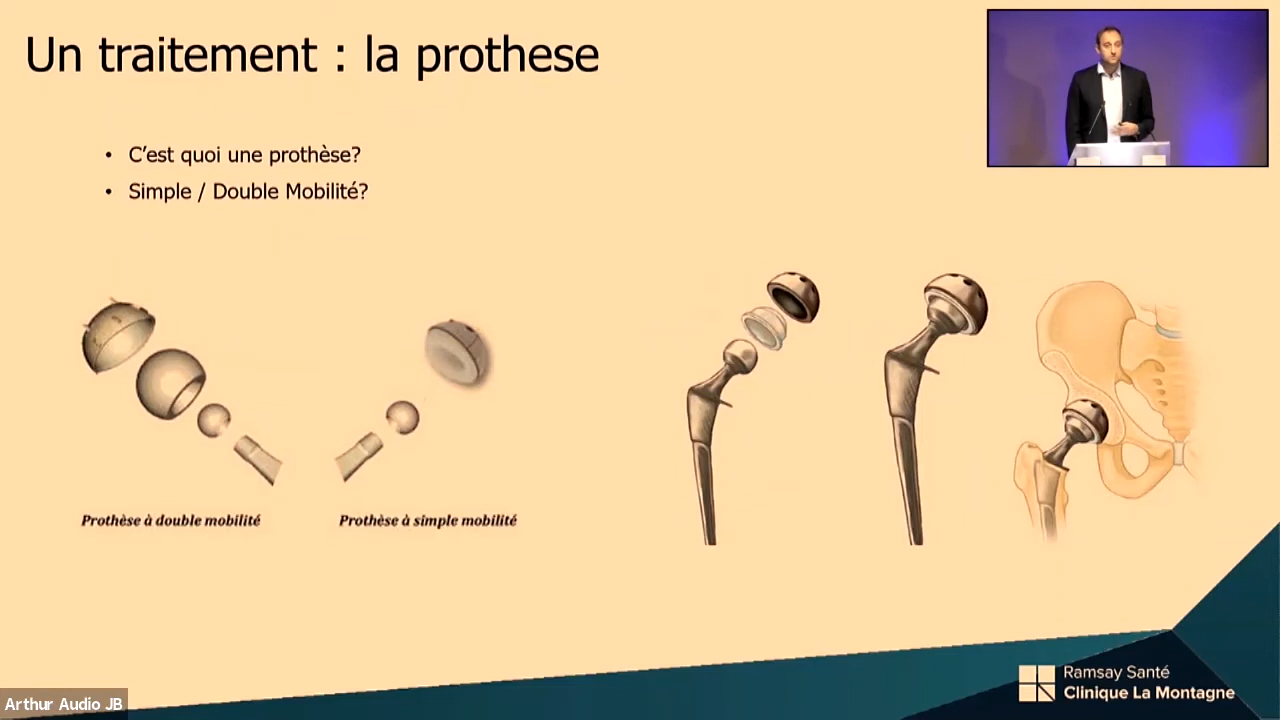 Un traitement : la prothese
• C'est quoi une prothèse?
• Simple / Double Mobilité?
Prothèse à double mobilité
Prothèse à simple mobilité
Ramsay Santé
Clinique La Montagne
Arthur Audio JB